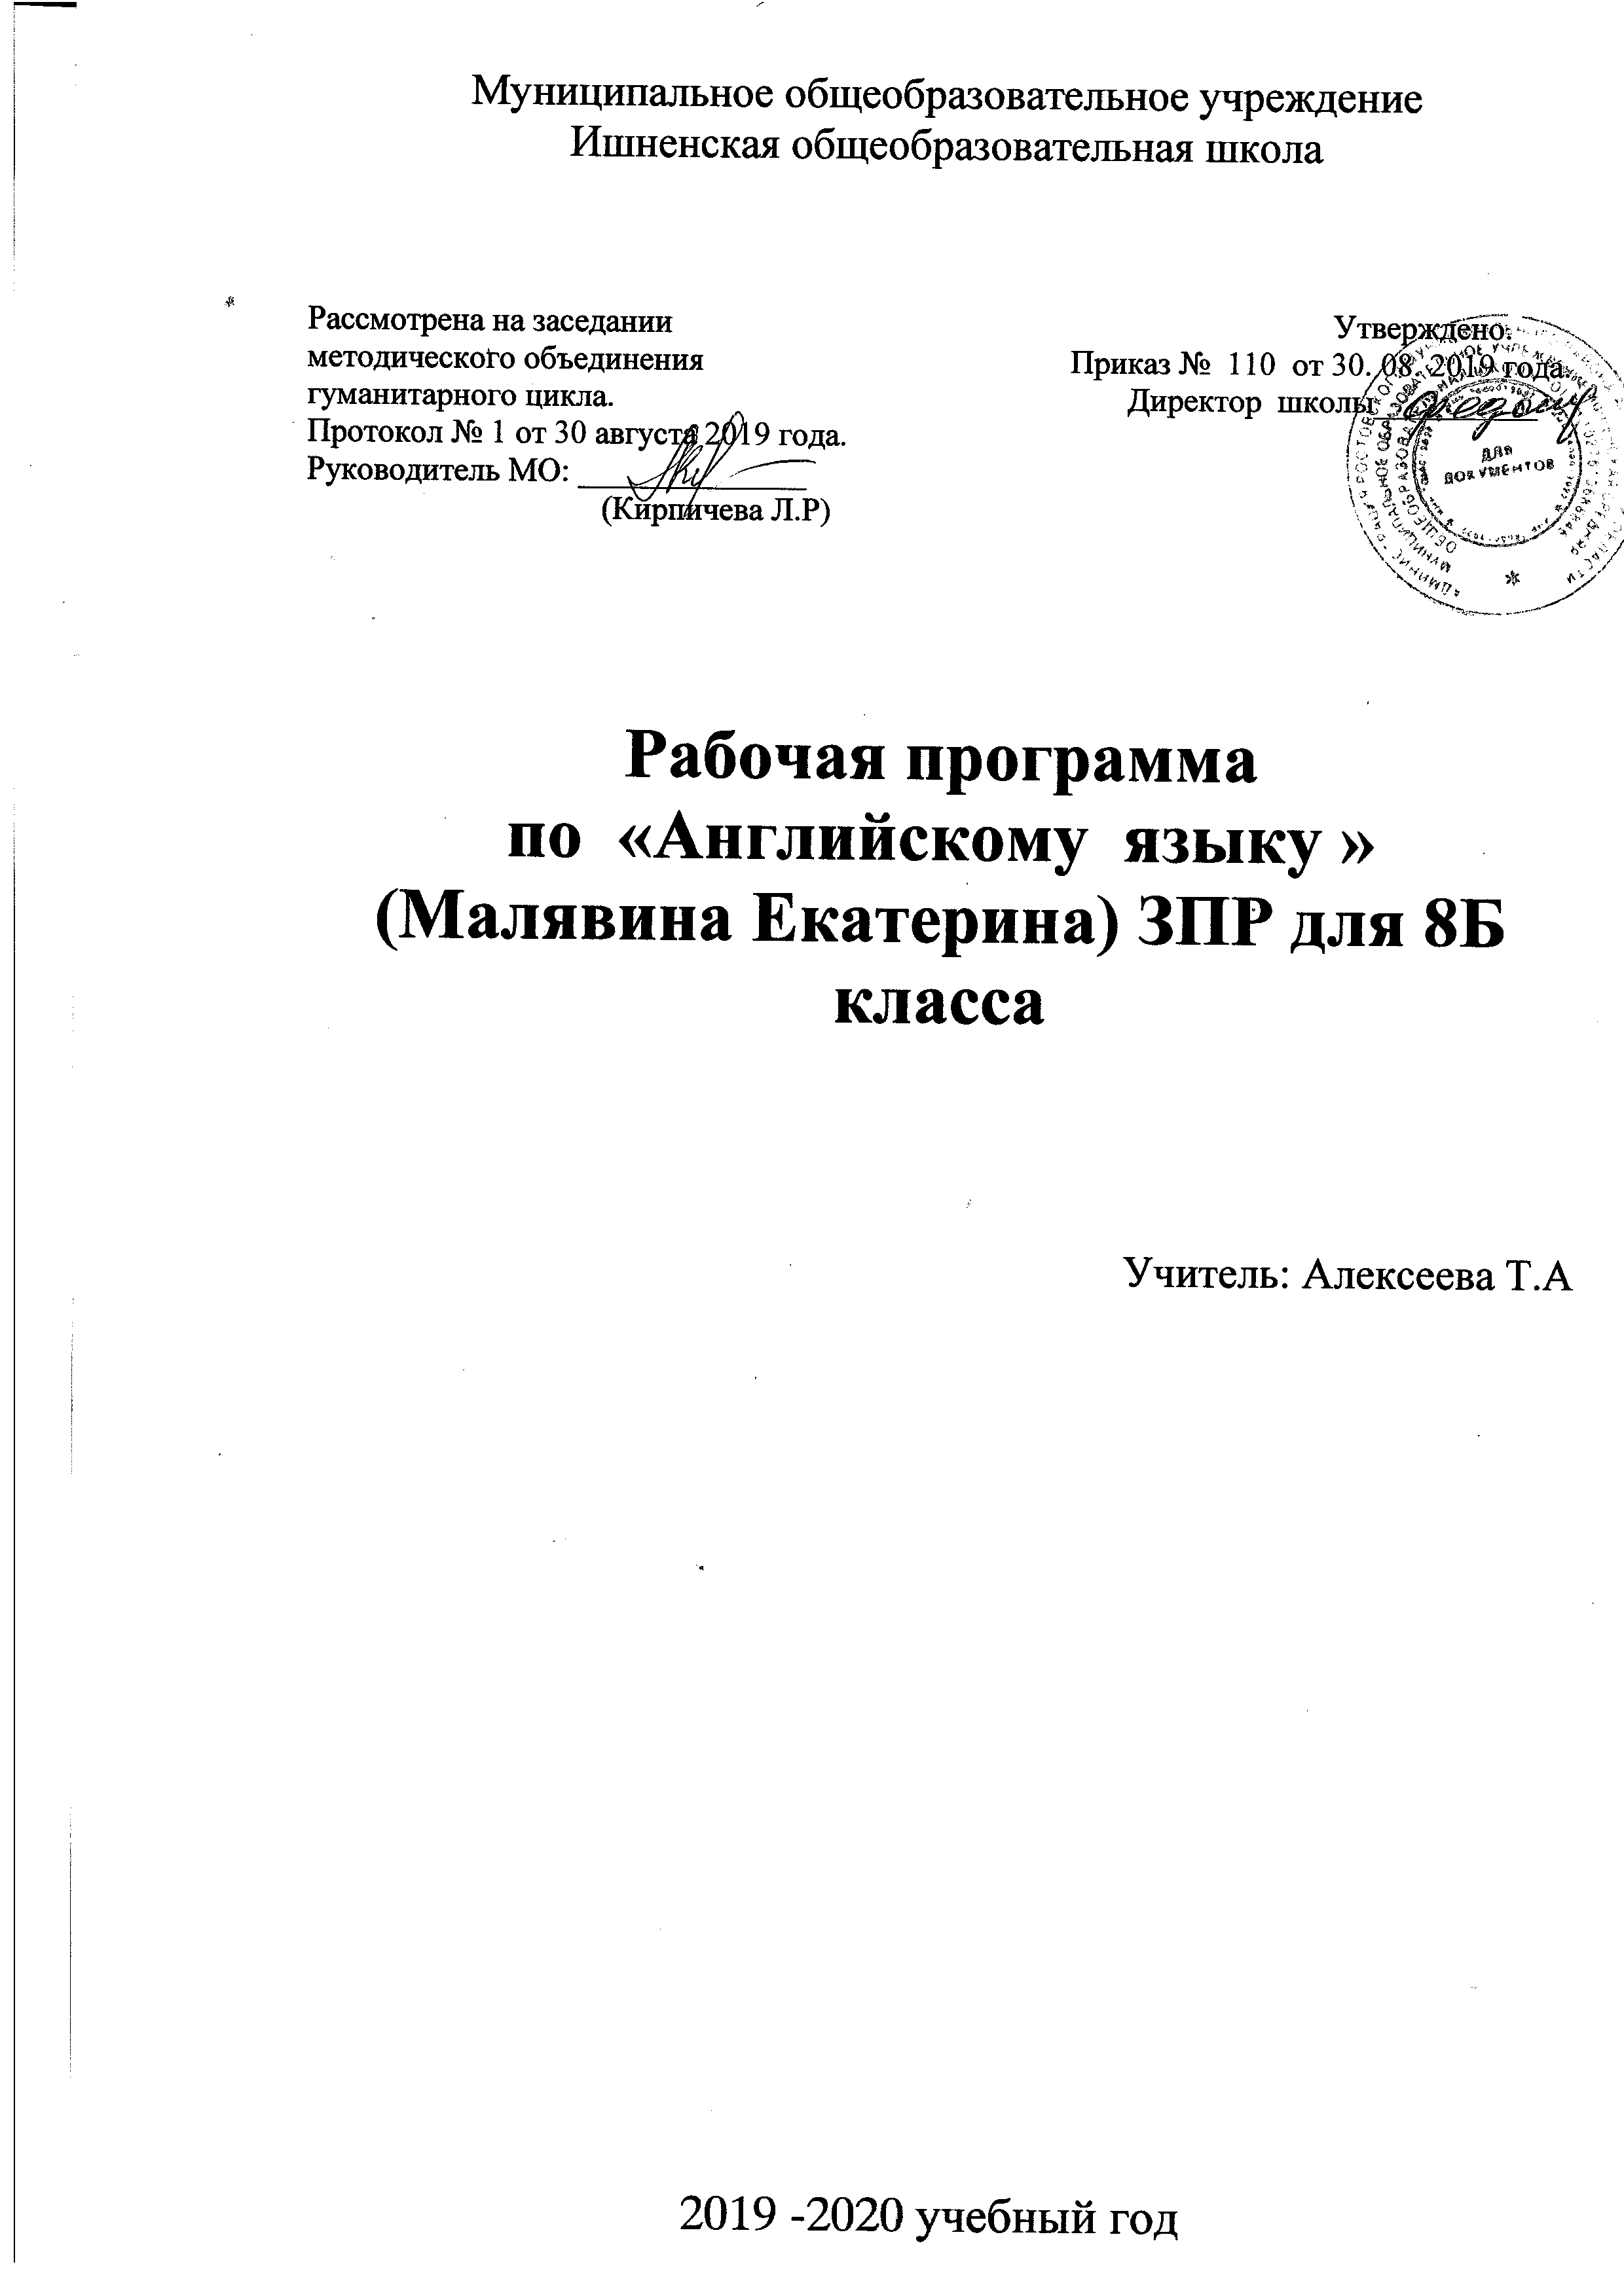 Муниципальное общеобразовательное учреждение
Ишненская общеобразовательная школа
Рассмотрена на заседании
методического объединения
гуманитарного цикла.
Протокол № 1 от 30 августа 2019 года.
Руководитель МО:
(Кирпичева Л.Р)
Утверждено:
Приказ № 110 от 30. 08. 2019 года.
Директор школы
ДЛЯ
ДОКУМЕНТОВ
Рабочая программа
по «Английскому языку »
(Малявина Екатерина) ЗПР для 8Б
класса
Учитель: Алексеева Т.А
2019 -2020 учебный год